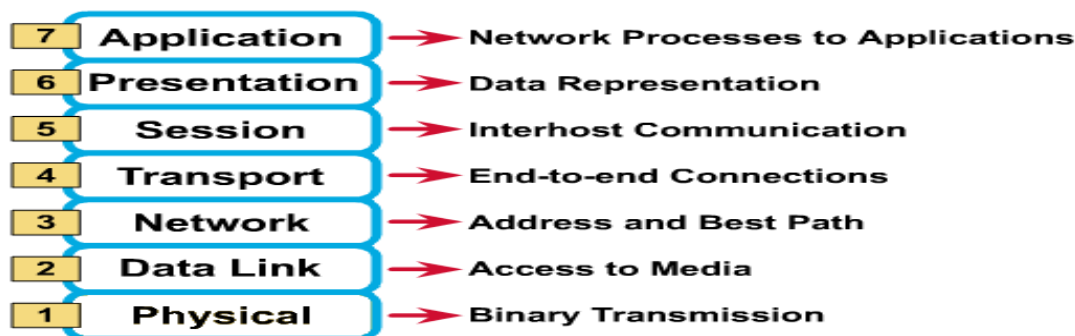 7 Application Network Processes to Applications
6 Presentation Data Representation
5 Session Interhost Communication
4 Transport End-to-end Connections
3 Network Address and Best Path
2 Data Link Access to Media
1 Physical Binary Transmission